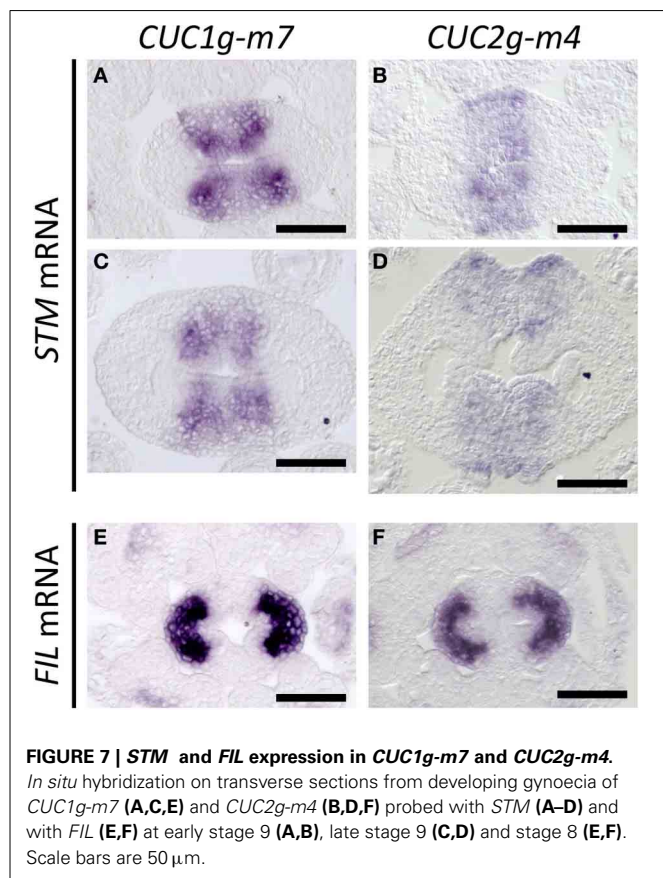 CUC1g-m7 CUC2g-m4
A B
STM mRNA
C D
E F
FIL mRNA
FIGURE 7 | STM and FIL expression in CUC1g-m7 and CUC2g-m4.
In situ hybridization on transverse sections from developing gynoecia of
CUC1g-m7 (A,C,E) and CUC2g-m4 (B,D,F) probed with STM (A–D) and
with FIL (E,F) at early stage 9 (A,B), late stage 9 (C,D) and stage 8 (E,F).
Scale bars are 50 μm.